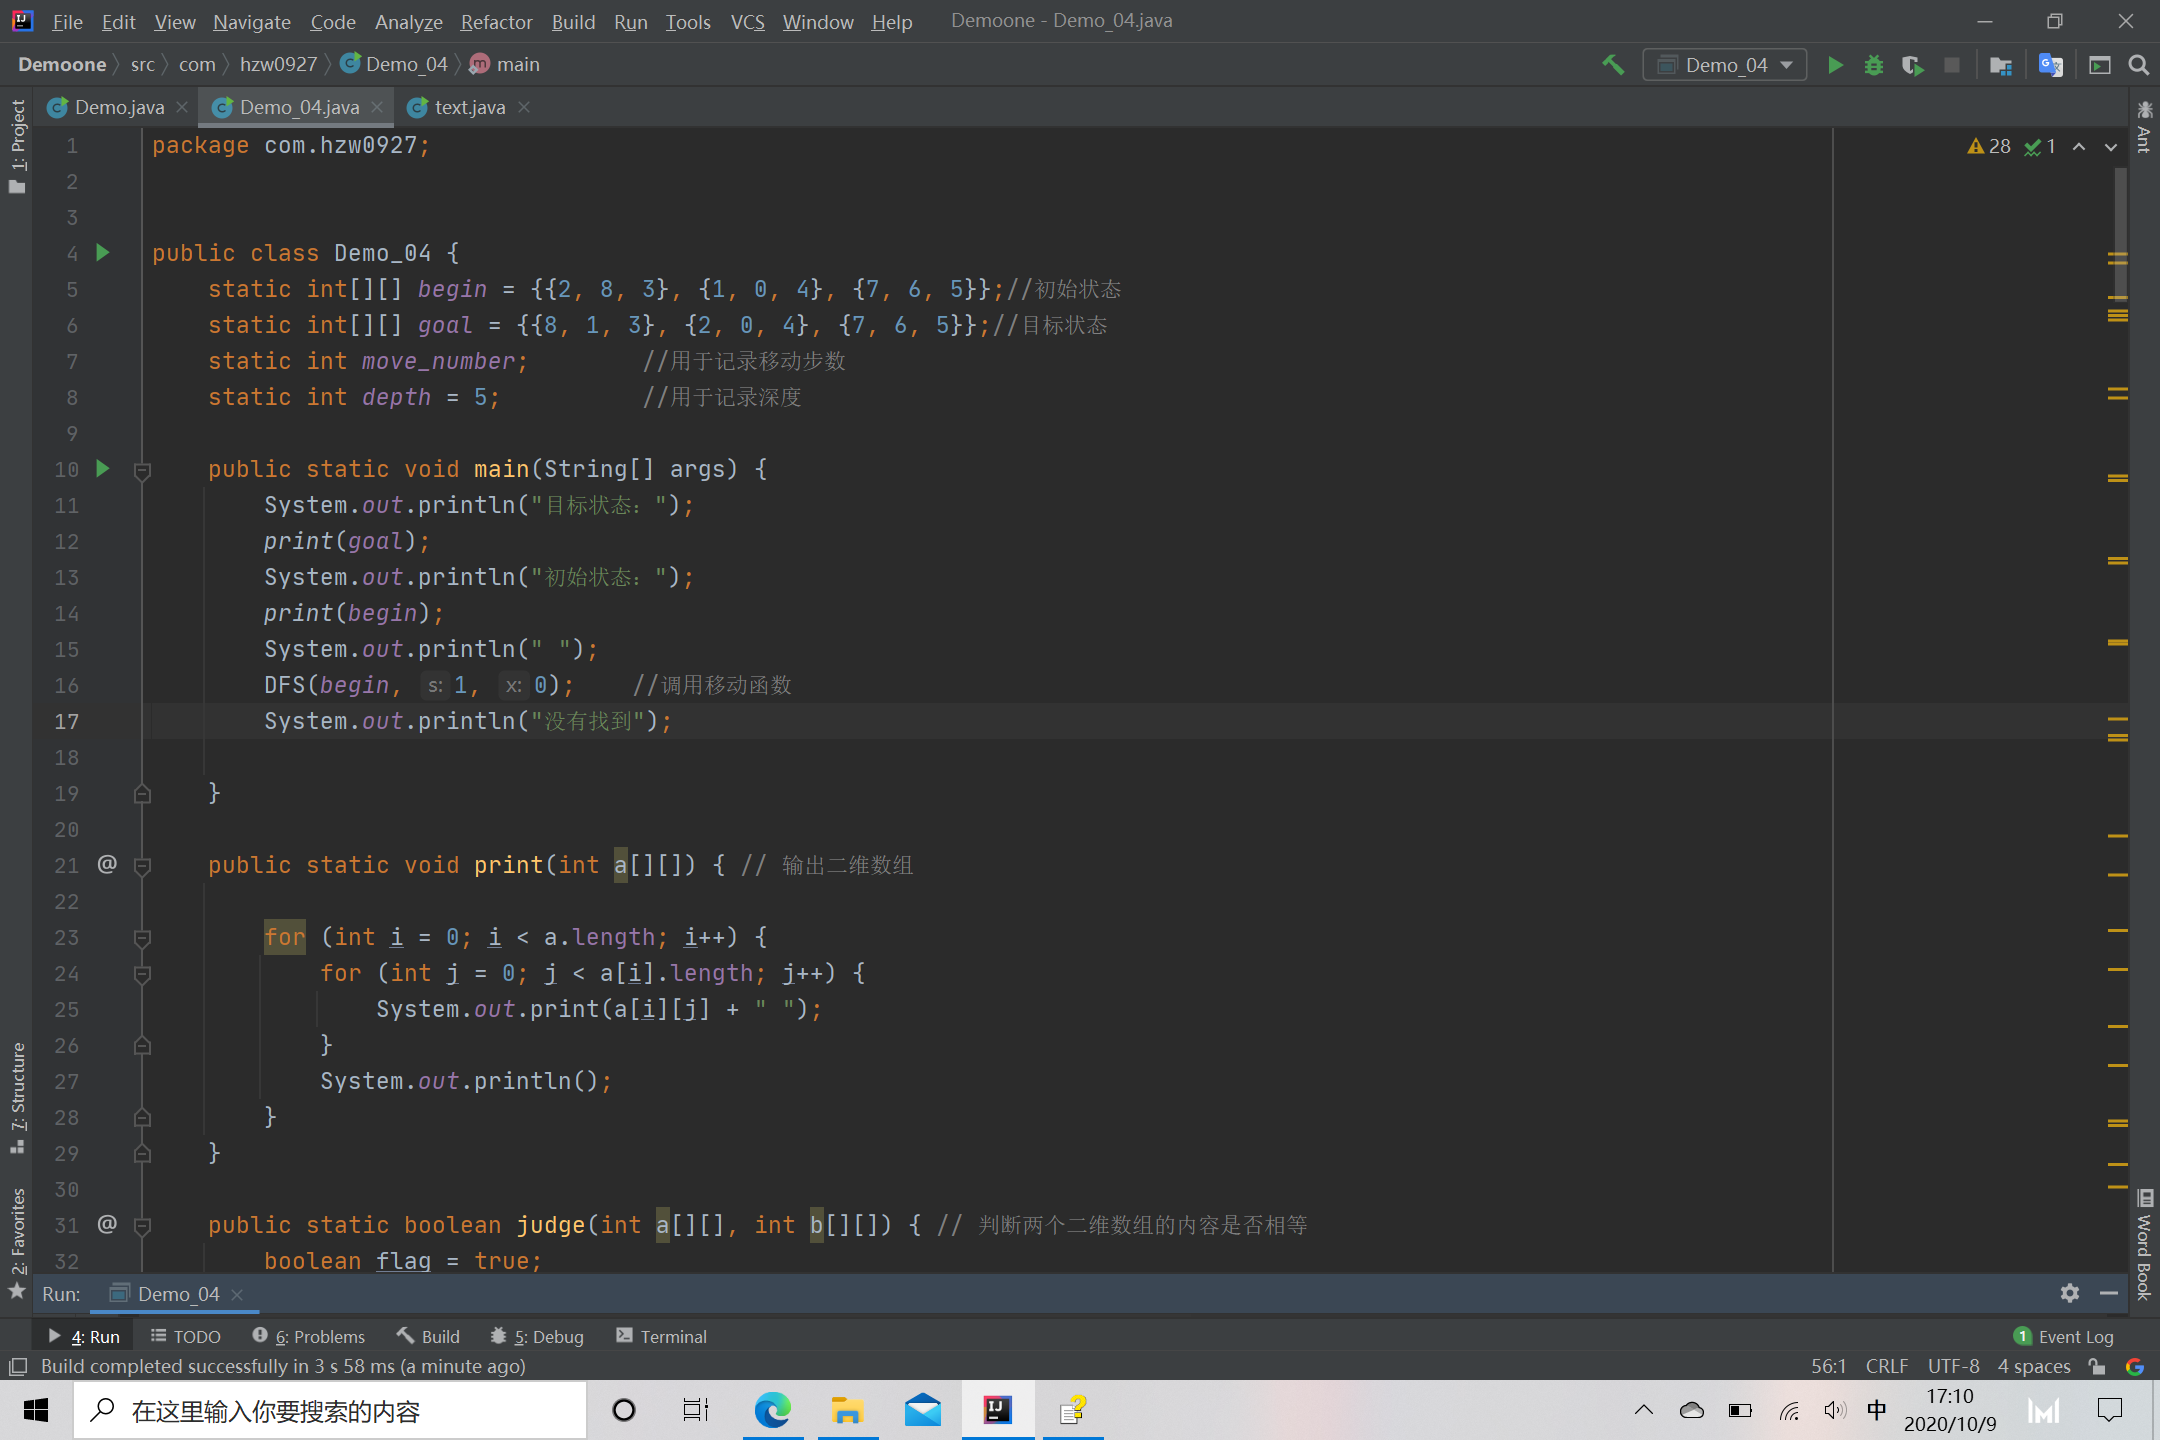 File Edit View Navigate Code Analyze Refactor Build Run Tools VCS Window Help Demoone - Demo_04.java
Demoone src com hzw0927 Demo_04 main Demo_04
Demo.java Demo_04.java text.java
1: Project
Ant
28 1
1 package com.hzw0927;
2
3
4 public class Demo_04 {
5 static int[][] begin = {{2, 8, 3}, {1, 0, 4}, {7, 6, 5}};//初始状态
6 static int[][] goal = {{8, 1, 3}, {2, 0, 4}, {7, 6, 5}};//目标状态
7 static int move_number; //用于记录移动步数
8 static int depth = 5; //用于记录深度
9
10 public static void main(String[] args) {
11 System.out.println("目标状态：");
12 print(goal);
13 System.out.println("初始状态：");
14 print(begin);
15 System.out.println(" ");
16 DFS(begin, s: 1, x: 0); //调用移动函数
17 System.out.println("没有找到");
18
19 }
20
21 @ public static void print(int a[][]) { // 输出二维数组
22
23 for (int i = 0; i < a.length; i++) {
24 for (int j = 0; j < a[i].length; j++) {
25 System.out.print(a[i][j] + " ");
26 }
27 System.out.println();
28 }
29 }
30
31 @ public static boolean judge(int a[][], int b[][]) { // 判断两个二维数组的内容是否相等
32 boolean flag = true;
7: Structure
2: Favorites
Word Book
Run: Demo_04
4: Run TODO 6: Problems Build 5: Debug Terminal 1 Event Log
Build completed successfully in 3 s 58 ms (a minute ago) 56:1 CRLF UTF-8 4 spaces
在这里输入你要搜索的内容 中 17:10
2020/10/9